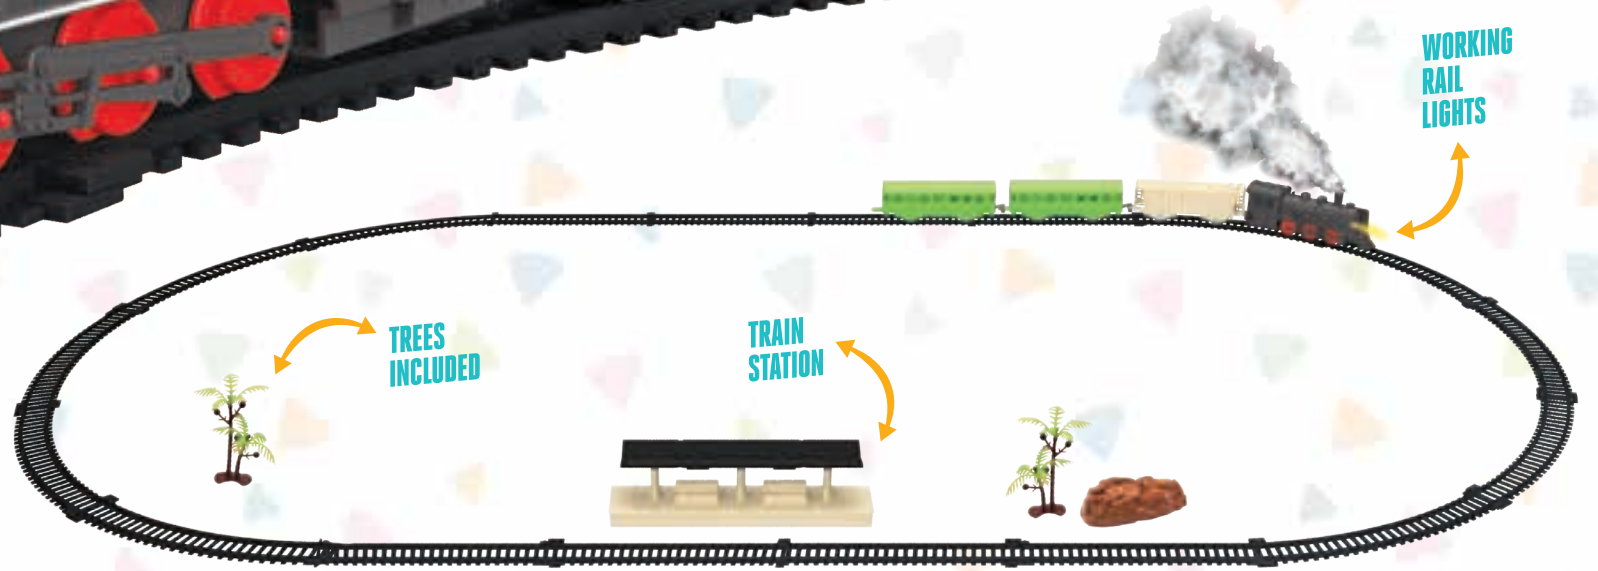 WORKING
RAIL
LIGHTS
TREES
INCLUDED
TRAIN
STATION